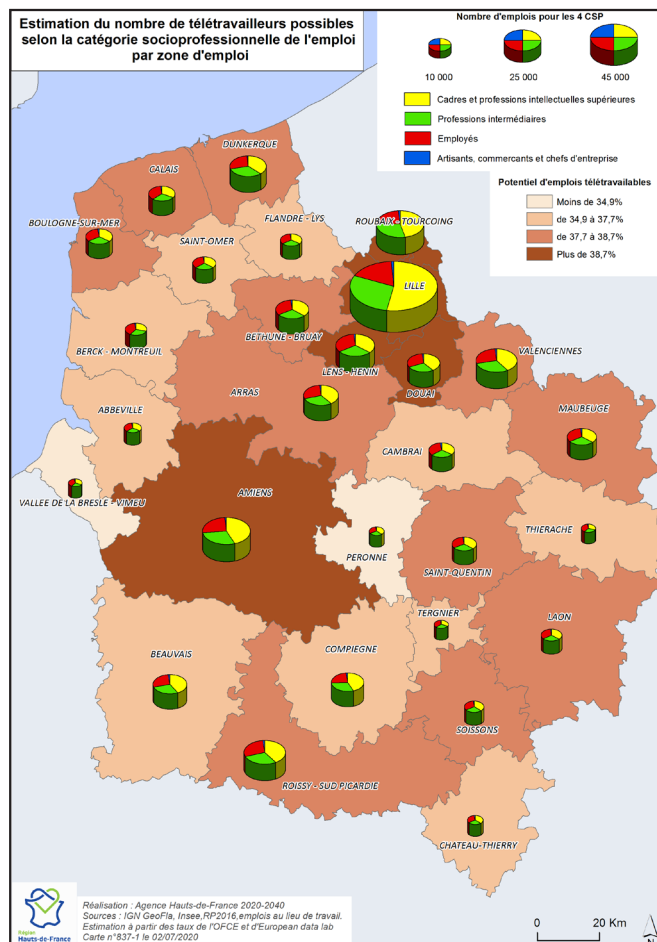 Estimation du nombre de télétravailleurs possibles
selon la catégorie socioprofessionnelle de l'emploi
par zone d'emploi
Nombre d'emplois pour les 4 CSP
10 000
25 000
45 000
Cadres et professions intellectuelles supérieures
Professions intermédiaires
Employés
Artisants, commercants et chefs d'entreprise
Potentiel d'emplois télétravaillables
Moins de 34,9%
de 34,9 à 37,7%
de 37,7 à 38,7%
Plus de 38,7%
DUNKERQUE
CALAIS
BOULOGNE-SUR-MER
FLANDRE - LYS
ROUBAIX - TOURCOING
SAINT-OMER
LILLE
BETHUNE - BRUAY
BERCK - MONTREUIL
LENS - HENIN
VALENCIENNES
ARRAS
DOUAI
ABBEVILLE
MAUBEUGE
CAMBRAI
VALLEE DE LA BRESLE - VIMEU
AMIENS
THIERACHE
PERONNE
SAINT-QUENTIN
TERGNIER
LAON
BEAUVAIS
COMPIEGNE
SOISSONS
ROISSY - SUD PICARDIE
CHATEAU-THIERRY
Région
Hauts-de-France
Réalisation : Agence Hauts-de-France 2020-2040
Sources : IGN GeoFla, Insee,RP2016,emplois au lieu de travail.
Estimation à partir des taux de l'OFCE et d'European data lab
Carte n°837-1 le 02/07/2020
0 20 Km